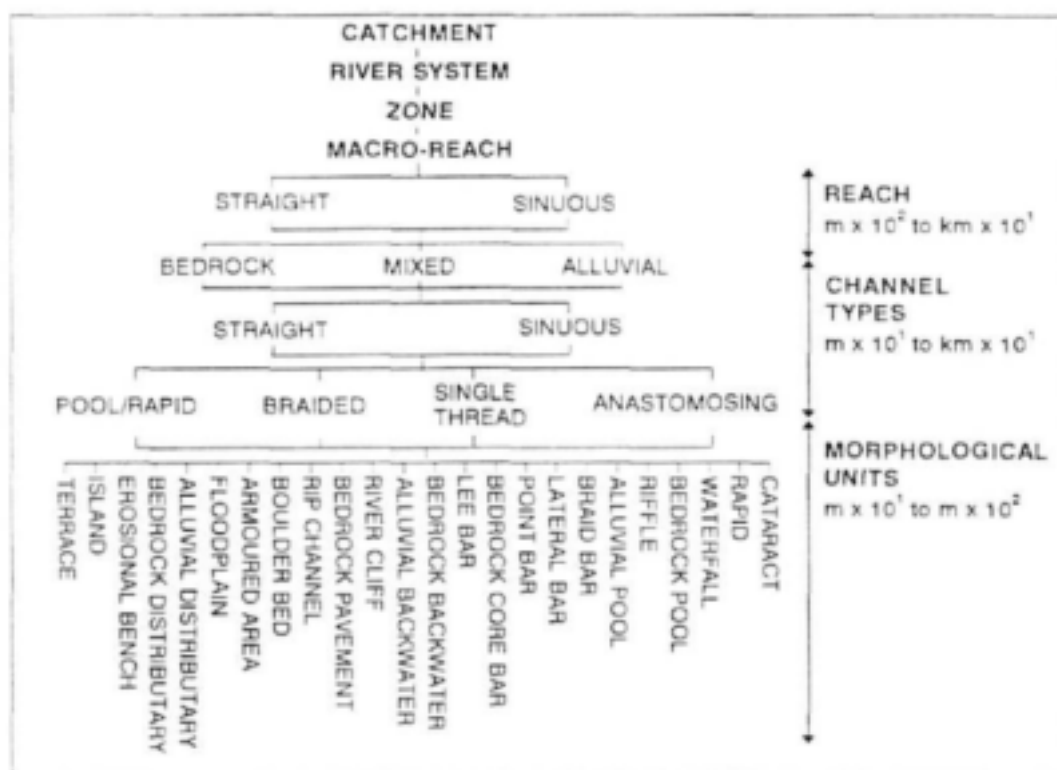 CATCHMENT
RIVER SYSTEM
ZONE
MACRO-REACH
STRAIGHT SINUOUS
REACH
m x 10² to km x 10¹
BEDROCK MIXED ALLUVIAL
STRAIGHT SINUOUS
CHANNEL
TYPES
m x 10¹ to km x 10¹
POOL/RAPID BRAIDED SINGLE THREAD ANASTOMOSING
MORPHOLOGICAL
UNITS
m x 10¹ to m x 10²
TERRACE
ISLAND
EROSIONAL BENCH
BEDROCK DISTRIBUTARY
ALLUVIAL DISTRIBUTARY
FLOODPLAIN
ARMOURED AREA
BOULDER BED
RIP CHANNEL
BEDROCK PAVEMENT
RIVER CLIFF
ALLUVIAL BACKWATER
BEDROCK BACKWATER
LEE BAR
BEDROCK CORE BAR
POINT BAR
LATERAL BAR
BRAID BAR
ALLUVIAL POOL
RIFFLE
BEDROCK POOL
WATERFALL
RAPID
CATARACT